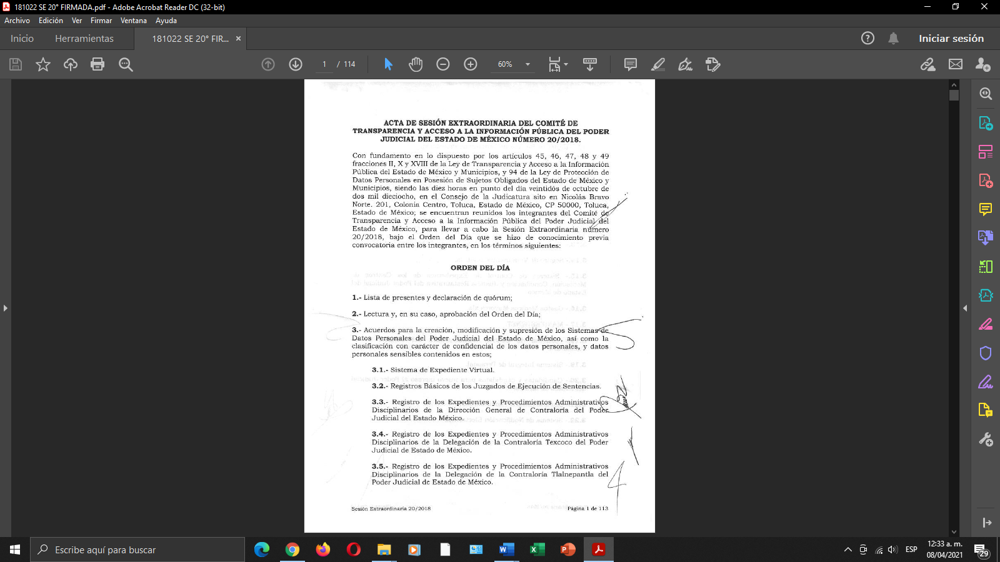 181022 SE 20° FIRMADA.pdf - Adobe Acrobat Reader DC (32-bit)
Archivo Edición Ver Firmar Ventana Ayuda
Inicio Herramientas 181022 SE 20° FIR... × Iniciar sesión
1 / 114 60%
ACTA DE SESIÓN EXTRAORDINARIA DEL COMITÉ DE
TRANSPARENCIA Y ACCESO A LA INFORMACIÓN PÚBLICA DEL PODER
JUDICIAL DEL ESTADO DE MÉXICO NÚMERO 20/2018.
Con fundamento en lo dispuesto por los artículos 45, 46, 47, 48 y 49
fracciones II, X y XVIII de la Ley de Transparencia y Acceso a la Información
Pública del Estado de México y Municipios, y 94 de la Ley de Protección de
Datos Personales en Posesión de Sujetos Obligados del Estado de México y
Municipios, siendo las diez horas en punto del día veintidós de octubre de
dos mil dieciocho, en el Consejo de la Judicatura sito en Nicolás Bravo
Norte. 201, Colonia Centro, Toluca, Estado de México, CP 50000, Toluca,
Estado de México; se encuentran reunidos los integrantes del Comité de
Transparencia y Acceso a la Información Pública del Poder Judicial del
Estado de México, para llevar a cabo la Sesión Extraordinaria número
20/2018, bajo el Orden del Día que se hizo de conocimiento previa
convocatoria entre los integrantes, en los términos siguientes:
ORDEN DEL DÍA
1.- Lista de presentes y declaración de quórum;
2.- Lectura y, en su caso, aprobación del Orden del Día;
3.- Acuerdos para la creación, modificación y supresión de los Sistemas de
Datos Personales del Poder Judicial del Estado de México, así como la
clasificación con carácter de confidencial de los datos personales, y datos
personales sensibles contenidos en estos;
3.1.- Sistema de Expediente Virtual.
3.2.- Registros Básicos de los Juzgados de Ejecución de Sentencias.
3.3.- Registro de los Expedientes y Procedimientos Administrativos
Disciplinarios de la Dirección General de Contraloría del Poder
Judicial del Estado México.
3.4.- Registro de los Expedientes y Procedimientos Administrativos
Disciplinarios de la Delegación de la Contraloría Texcoco del Poder
Judicial de Estado de México.
3.5.- Registro de los Expedientes y Procedimientos Administrativos
Disciplinarios de la Delegación de la Contraloría Tlalnepantla del
Poder Judicial de Estado de México.
Sesión Extraordinaria 20/2018 Página 1 de 113
Escribe aquí para buscar
ESP
12:33 a. m.
08/04/2021
29